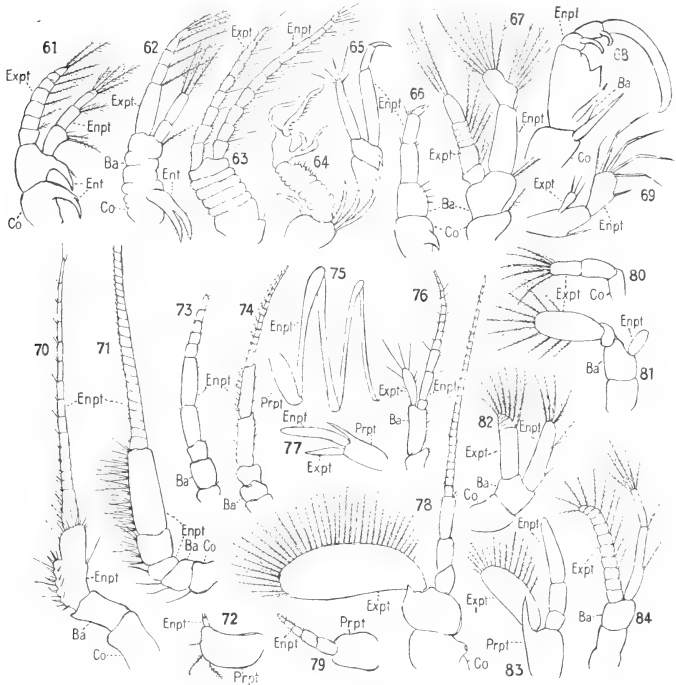 61
62
Expt
Enpt
65
67
Enpt
68
Expt
Expt
Enpt
66
Enpt
Ba
Enpt
Ba
Ent
63
64
Expt
Co
Co
Ent
Co
Ba
Co
Expt
Enpt
69
70
71
73
74
75
76
80
Enpt
Expt
Co
Enpt
Enpt
Enpt
Prpt
Enpt
Prpt
77
Expt
Enpt
Ba
Ba
Ba
Enpt
81
82
Enpt
Expt
Ba
78
Co
Enpt
Ba
Co
Enpt
Enpt
Expt
Expt
Expt
Ba
Co
Enpt
72
Prpt
Enpt
79
Prpt
Co
Prpt
83
Ba
84